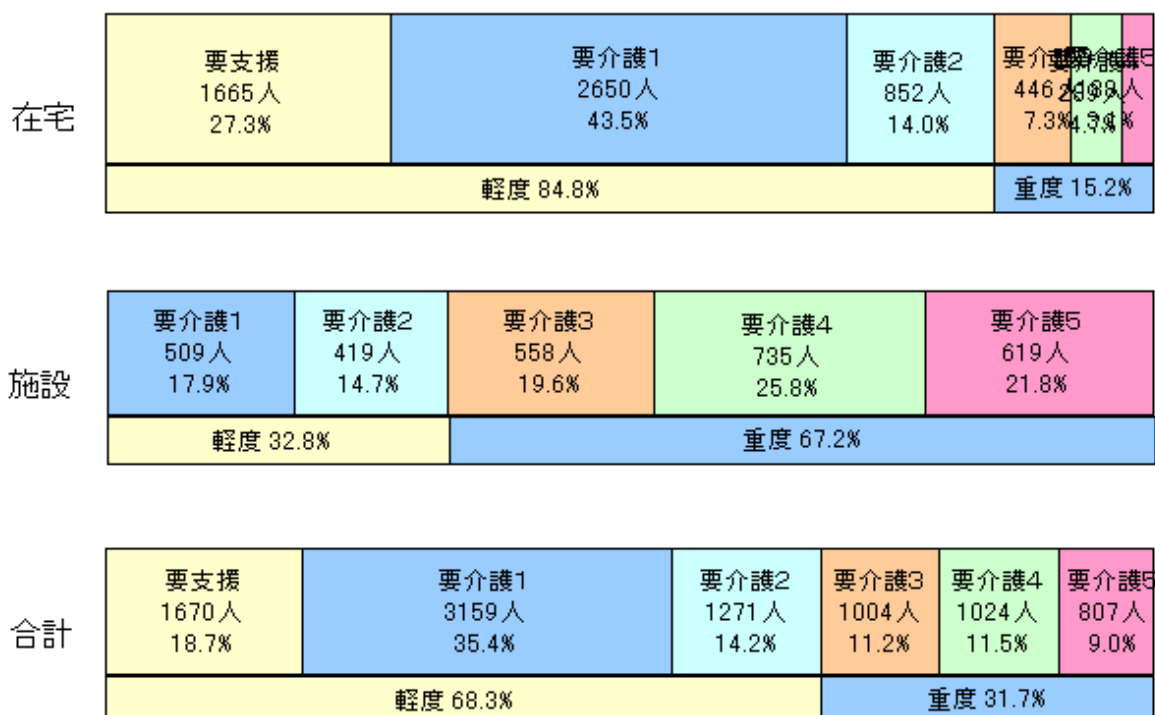 在宅
要支援
1665人
27.3%
要介護1
2650人
43.5%
要介護2
852人
14.0%
446
7.3%
4.7%
軽度 84.8%
重度 15.2%
施設
要介護1
509人
17.9%
要介護2
419人
14.7%
要介護3
558人
19.6%
要介護4
735人
25.8%
要介護5
619人
21.8%
軽度 32.8%
重度 67.2%
合計
要支援
1670人
18.7%
要介護1
3159人
35.4%
要介護2
1271人
14.2%
要介護3
1004人
11.2%
要介護4
1024人
11.5%
要介護5
807人
9.0%
軽度 68.3%
重度 31.7%